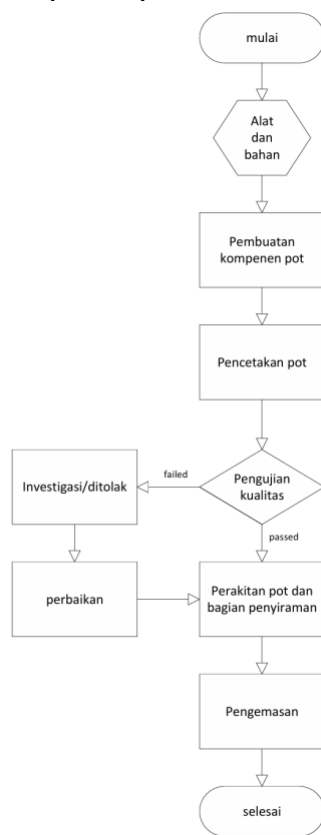 mulai
Alat
dan
bahan
Pembuatan
kompenen pot
Pencetakan pot
Pengujian
kualitas
failed
Investigasi/ditolak
passed
perbaikan
Perakitan pot dan
bagian penyiraman
Pengemasan
selesai